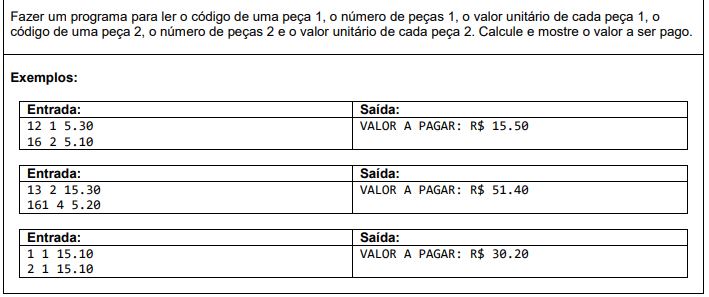 Fazer um programa para ler o código de uma peça 1, o número de peças 1, o valor unitário de cada peça 1, o
código de uma peça 2, o número de peças 2 e o valor unitário de cada peça 2. Calcule e mostre o valor a ser pago.
Exemplos:
Entrada: Saída:
12 1 5.30 VALOR A PAGAR: R$ 15.50
16 2 5.10
Entrada: Saída:
13 2 15.30 VALOR A PAGAR: R$ 51.40
161 4 5.20
Entrada: Saída:
1 1 15.10 VALOR A PAGAR: R$ 30.20
2 1 15.10